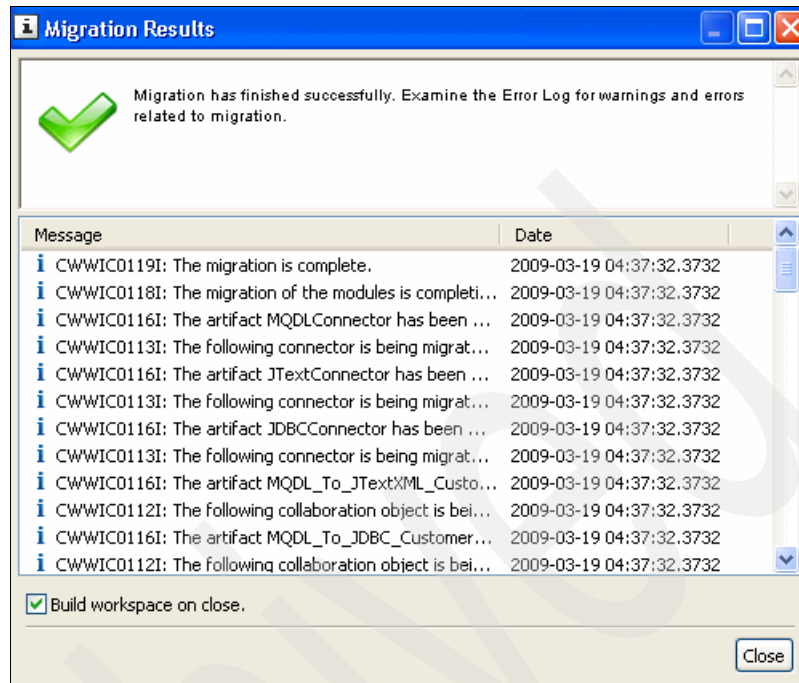 Migration Results
Migration has finished successfully. Examine the Error Log for warnings and errors
related to migration.
Message Date
CWWIC0119I: The migration is complete. 2009-03-19 04:37:32.3732
CWWIC0118I: The migration of the modules is completi... 2009-03-19 04:37:32.3732
CWWIC0116I: The artifact MQDLConnector has been ... 2009-03-19 04:37:32.3732
CWWIC0113I: The following connector is being migrat... 2009-03-19 04:37:32.3732
CWWIC0116I: The artifact JTextConnector has been ... 2009-03-19 04:37:32.3732
CWWIC0113I: The following connector is being migrat... 2009-03-19 04:37:32.3732
CWWIC0116I: The artifact JDBCConnector has been ... 2009-03-19 04:37:32.3732
CWWIC0113I: The following connector is being migrat... 2009-03-19 04:37:32.3732
CWWIC0116I: The artifact MQDL_To_JTextXML_Custo... 2009-03-19 04:37:32.3732
CWWIC0112I: The following collaboration object is bei... 2009-03-19 04:37:32.3732
CWWIC0116I: The artifact MQDL_To_JDBC_Customer... 2009-03-19 04:37:32.3732
CWWIC0112I: The following collaboration object is bei... 2009-03-19 04:37:32.3732
Build workspace on close.
Close